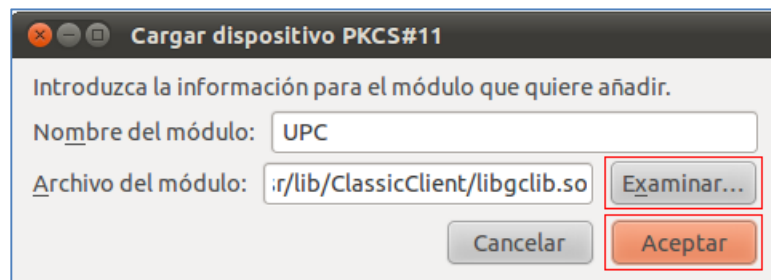 Cargar dispositivo PKCS#11
Introduzca la información para el módulo que quiere añadir.
Nombre del módulo: UPC
Archivo del módulo: r/lib/ClassicClient/libgclib.so Examinar...
Cancelar Aceptar